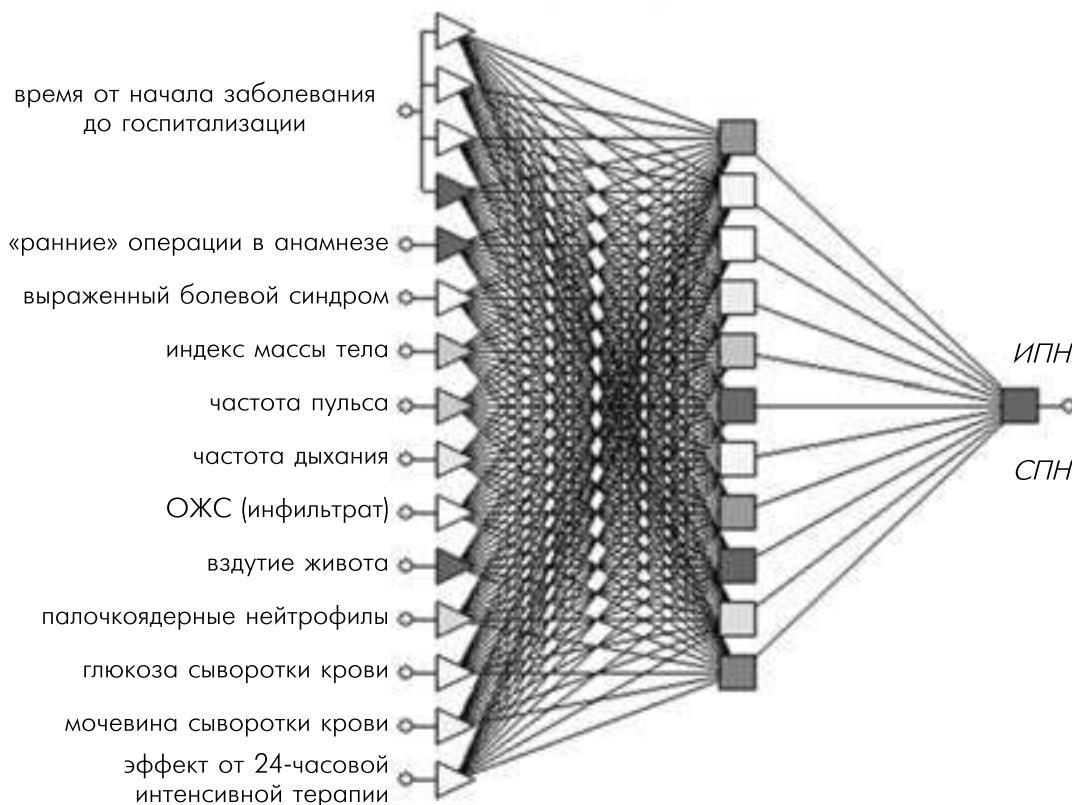 время от начала заболевания
до госпитализации
«ранние» операции в анамнезе
выраженный болевой синдром
индекс массы тела
ИПН
частота пульса
частота дыхания
СПН
ОЖС (инфильтрат)
вздутие живота
палочкоядерные нейтрофилы
глюкоза сыворотки крови
мочевина сыворотки крови
эффект от 24-часовой
интенсивной терапии